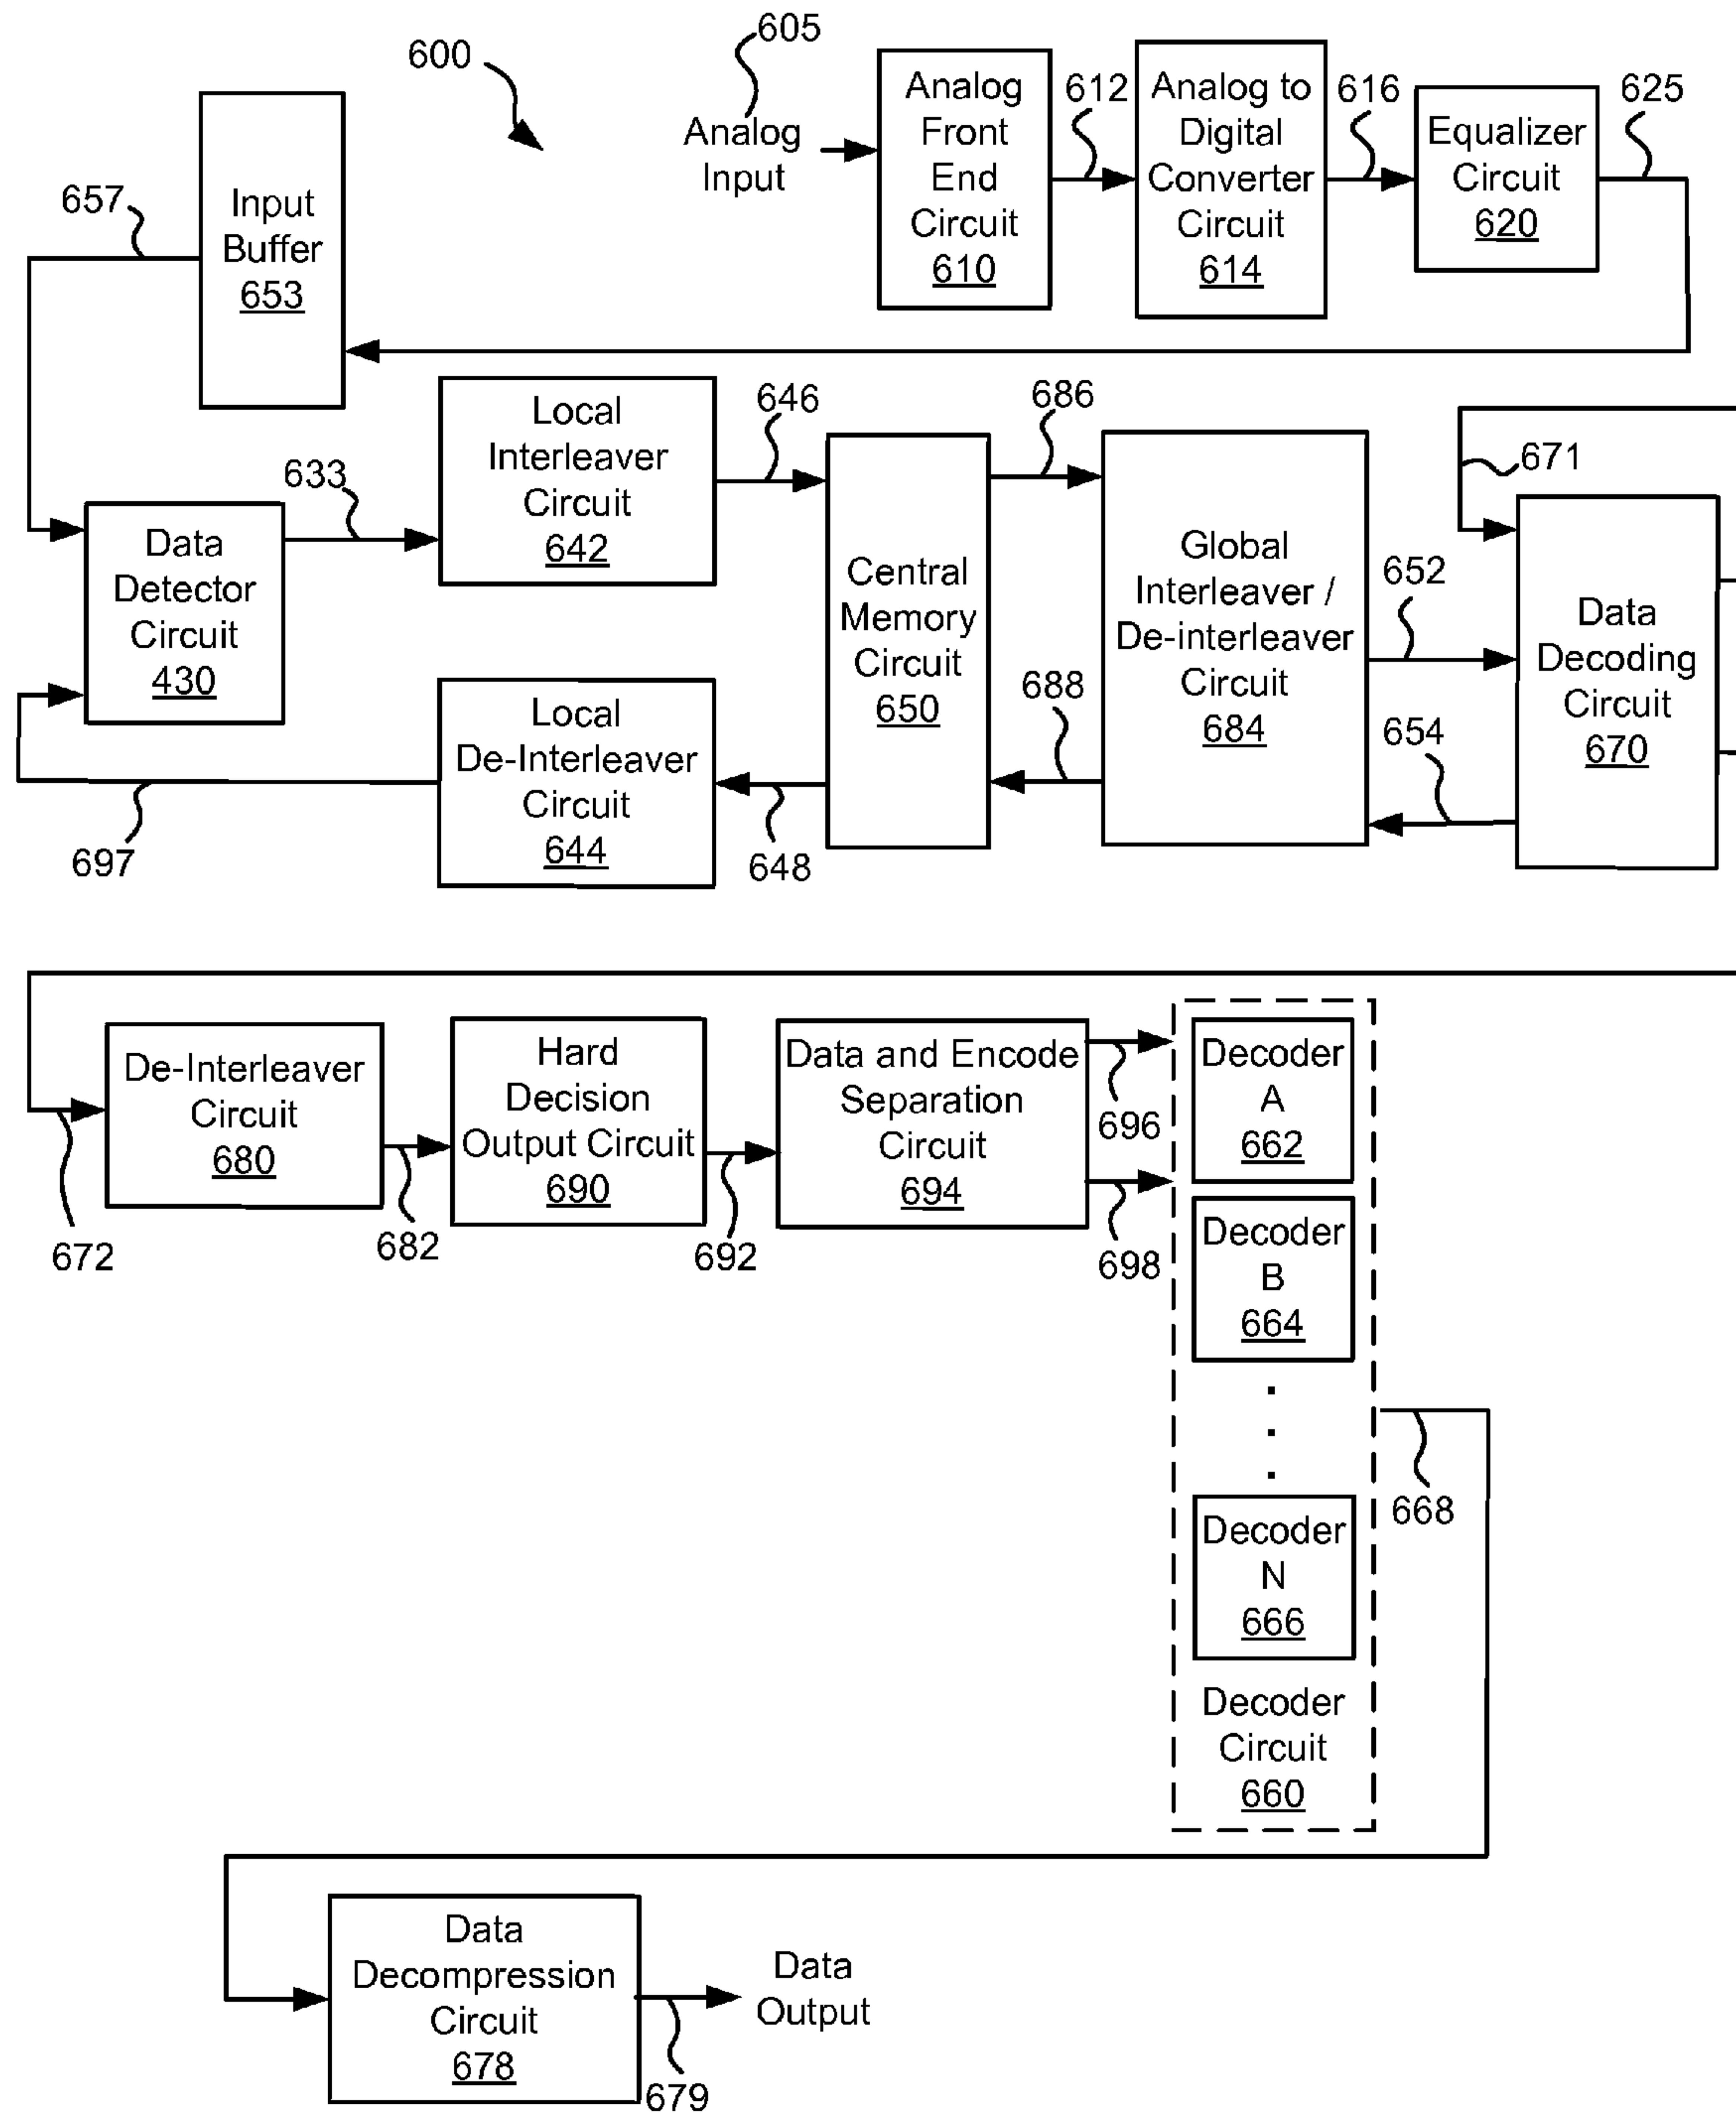 600
605
Analog
Input
Analog
Front
End
Circuit
610
612
Analog to
Digital
Converter
Circuit
614
616
Equalizer
Circuit
620
625
657
Input
Buffer
653
Data
Detector
Circuit
430
633
Local
Interleaver
Circuit
642
646
Central
Memory
Circuit
650
686
Global
Interleaver /
De-interleaver
Circuit
684
671
652
Data
Decoding
Circuit
670
654
688
648
Local
De-Interleaver
Circuit
644
697
672
De-Interleaver
Circuit
680
682
Hard
Decision
Output Circuit
690
692
Data and Encode
Separation
Circuit
694
696
698
Decoder
A
662
Decoder
B
664
.
.
.
Decoder
N
666
Decoder
Circuit
660
668
Data
Decompression
Circuit
678
679
Data
Output